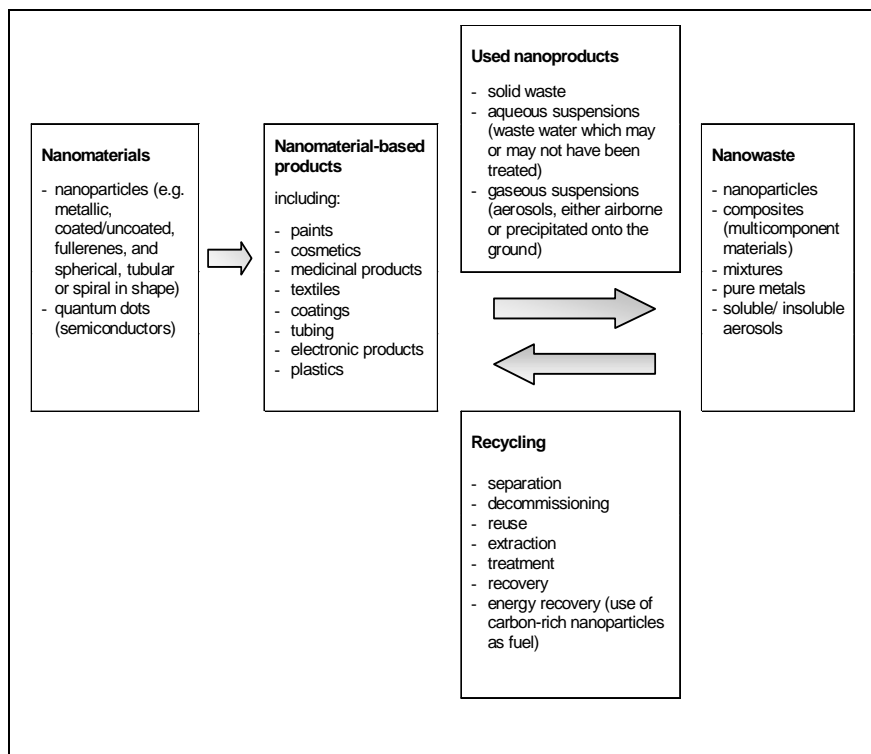 Nanomaterials
- nanoparticles (e.g.
metallic,
coated/uncoated,
fullerenes, and
spherical, tubular
or spiral in shape)
- quantum dots
(semiconductors)
Nanomaterial-based
products
including:
- paints
- cosmetics
- medicinal products
- textiles
- coatings
- tubing
- electronic products
- plastics
Used nanoproducts
- solid waste
- aqueous suspensions
(waste water which may
or may not have been
treated)
- gaseous suspensions
(aerosols, either airborne
or precipitated onto the
ground)
Recycling
- separation
- decommissioning
- reuse
- extraction
- treatment
- recovery
- energy recovery (use of
carbon-rich nanoparticles
as fuel)
Nanowaste
- nanoparticles
- composites
(multicomponent
materials)
- mixtures
- pure metals
- soluble/ insoluble
aerosols